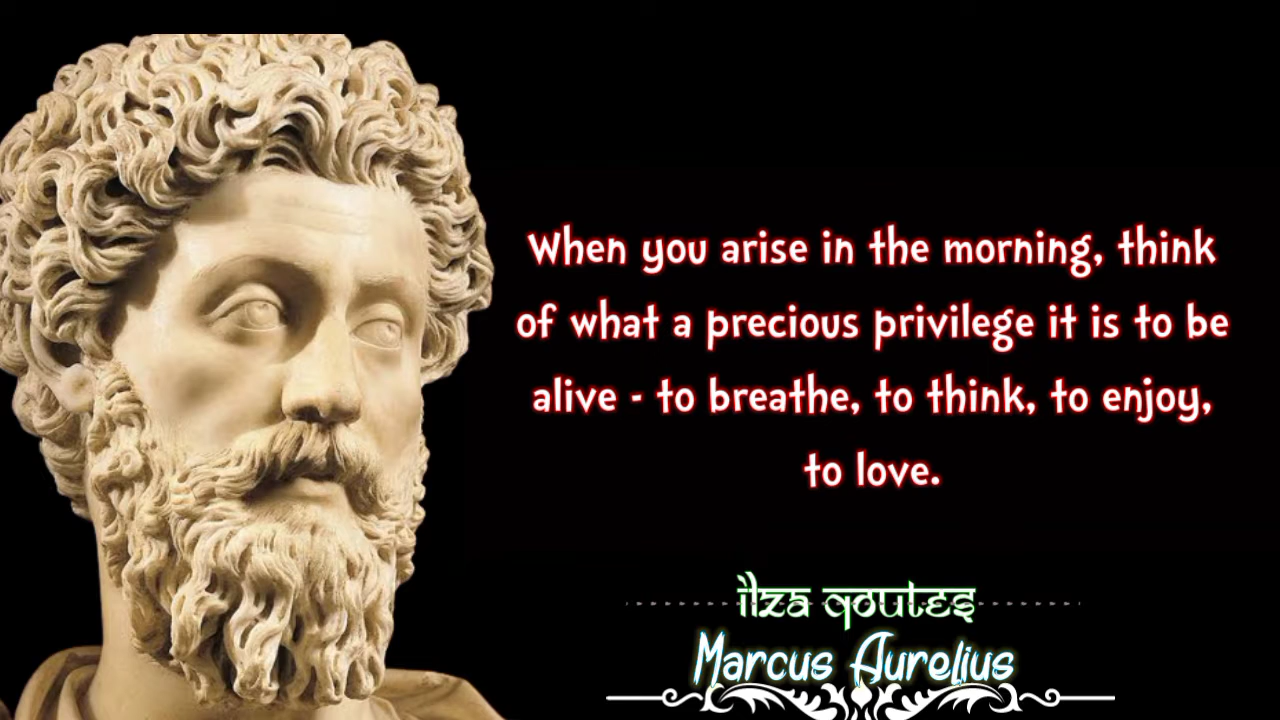 When you arise in the morning, think
of what a precious privilege it is to be
alive - to breathe, to think, to enjoy,
to love.
ilza qoutes
Marcus Aurelius